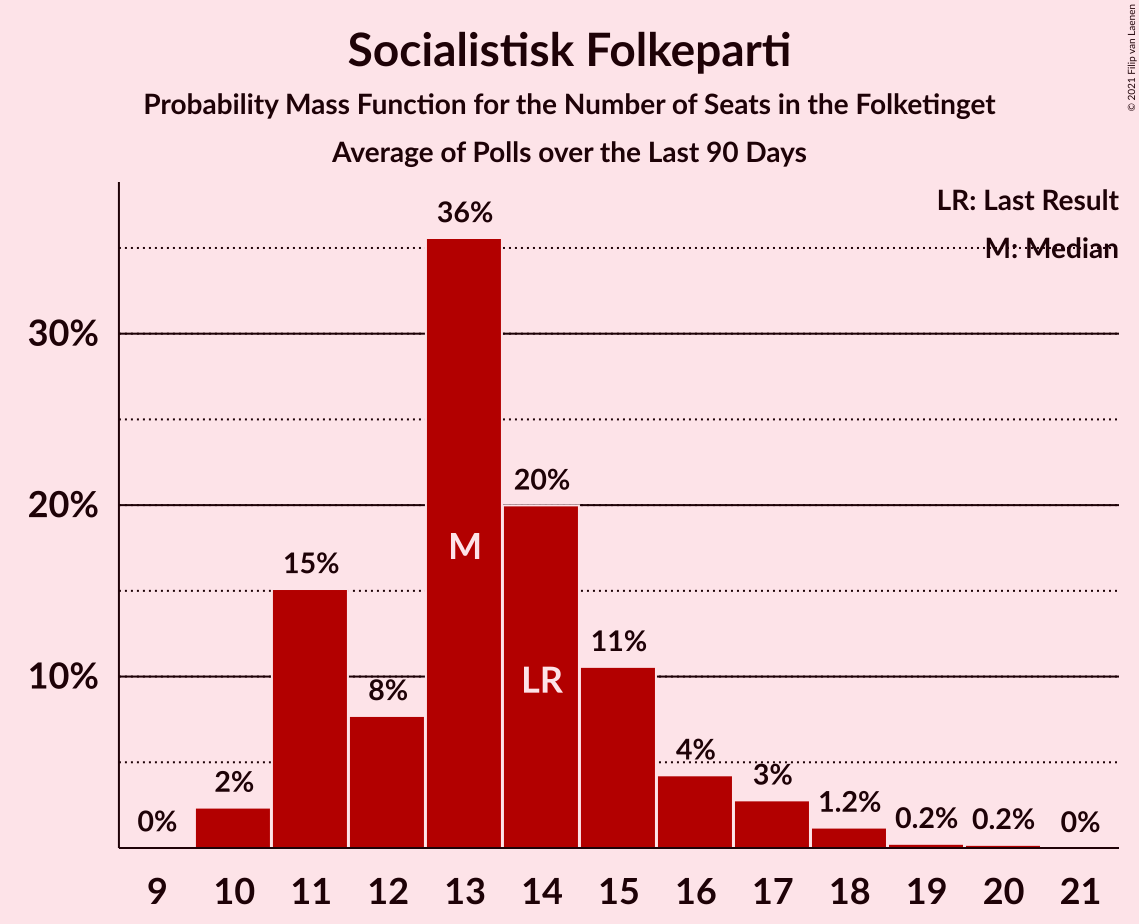 Socialistisk Folkeparti
Probability Mass Function for the Number of Seats in the Folketinget
Average of Polls over the Last 90 Days
© 2021 Filip van Laenen
LR: Last Result
M: Median
36%
30%
20%
20%
M
15%
11%
LR
10%
8%
4%
3%
2%
1.2%
0.2%
0.2%
0%
0%
9 10 11 12 13 14 15 16 17 18 19 20 21